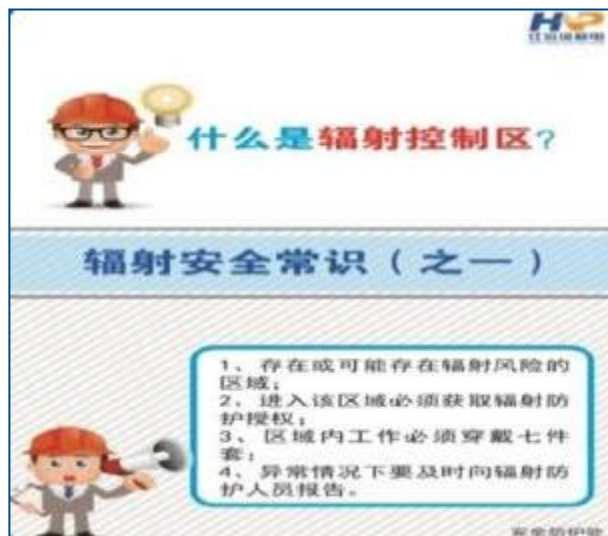 什么是辐射控制区?
辐射安全常识（之一）
1、存在或可能存在辐射风险的
区域；
2、进入该区域必须获取辐射防
护授权；
3、区域内工作必须穿戴七件
套；
4、异常情况下要及时向辐射防
护人员报告。